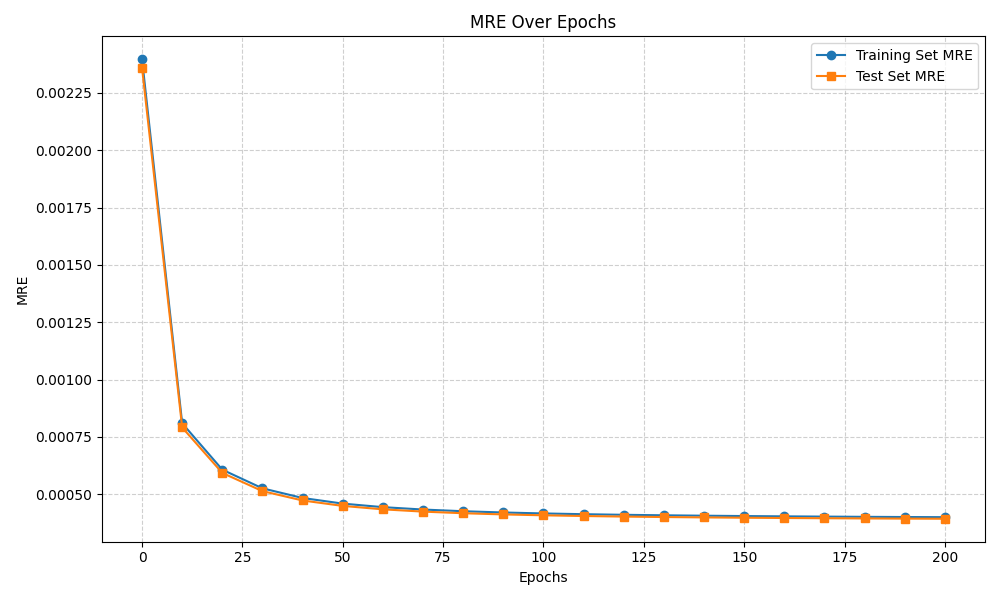 MRE Over Epochs
Training Set MRE
Test Set MRE
MRE
0.00225
0.00200
0.00175
0.00150
0.00125
0.00100
0.00075
0.00050
0 25 50 75 100 125 150 175 200
Epochs